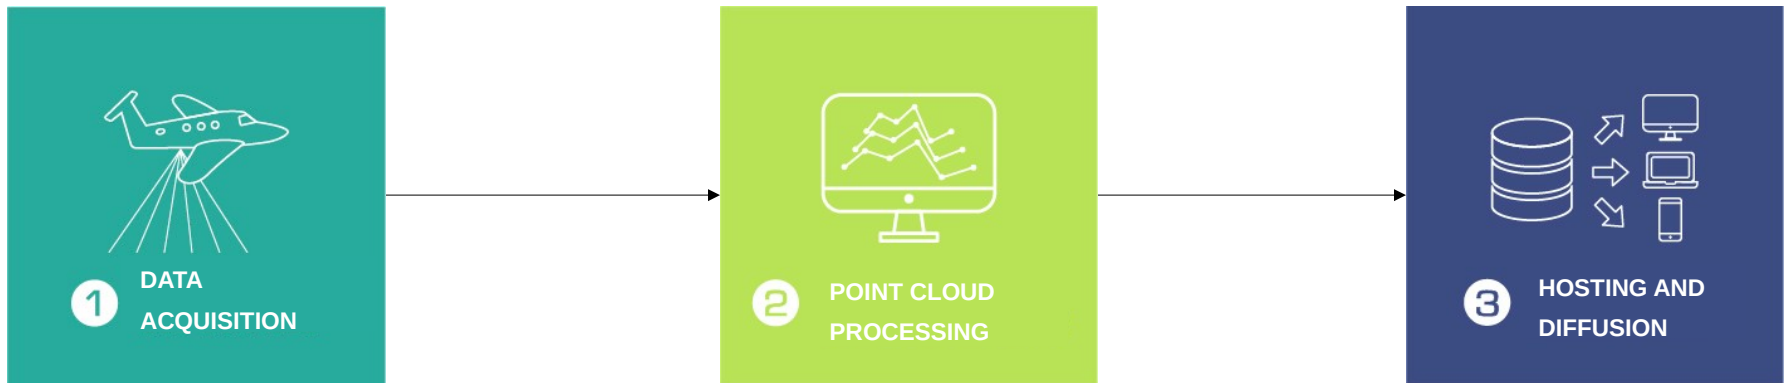 1 DATA
ACQUISITION
2 POINT CLOUD
PROCESSING
3 HOSTING AND
DIFFUSION